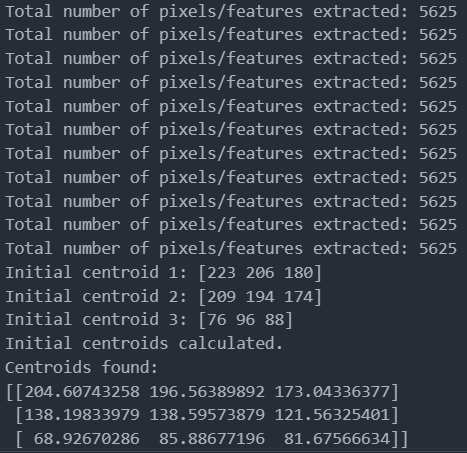 Total number of pixels/features extracted: 5625
Total number of pixels/features extracted: 5625
Total number of pixels/features extracted: 5625
Total number of pixels/features extracted: 5625
Total number of pixels/features extracted: 5625
Total number of pixels/features extracted: 5625
Total number of pixels/features extracted: 5625
Total number of pixels/features extracted: 5625
Total number of pixels/features extracted: 5625
Total number of pixels/features extracted: 5625
Total number of pixels/features extracted: 5625
Initial centroid 1: [223 206 180]
Initial centroid 2: [209 194 174]
Initial centroid 3: [76 96 88]
Initial centroids calculated.
Centroids found:
[[204.60743258 196.56389892 173.04336377]
 [138.19833979 138.59573879 121.56325401]
 [ 68.92670286  85.88677196  81.67566634]]